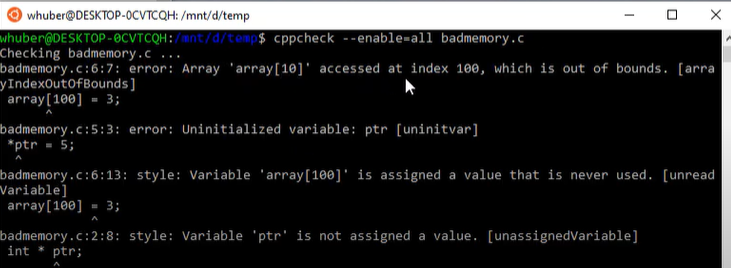 whuber@DESKTOP-0CVTCQH: /mnt/d/temp
whuber@DESKTOP-0CVTCQH:/mnt/d/temp$ cppcheck --enable=all badmemory.c
Checking badmemory.c ...
badmemory.c:6:7: error: Array 'array[10]' accessed at index 100, which is out of bounds. [arra
yIndexOutOfBounds]
 array[100] = 3;
      ^
badmemory.c:5:3: error: Uninitialized variable: ptr [uninitvar]
 *ptr = 5;
  ^
badmemory.c:6:13: style: Variable 'array[100]' is assigned a value that is never used. [unread
Variable]
 array[100] = 3;
            ^
badmemory.c:2:8: style: Variable 'ptr' is not assigned a value. [unassignedVariable]
 int * ptr;
       ^